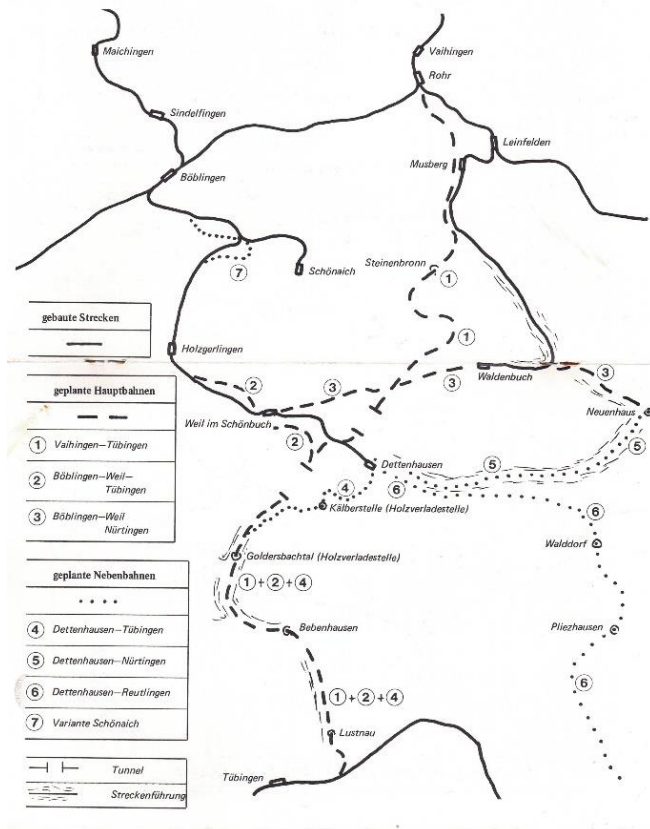 Maichingen
Vaihingen
Rohr
Sindelfingen
Leinfelden
Musberg
Böblingen
Steinenbronn
7
Schönaich
1
gebaute Strecken
Holzgerlingen
1
geplante Hauptbahnen
2
3
3
Waldenbuch
3
Neuenhaus
1 Vaihingen–Tübingen
Weil im Schönbuch
2
5
5
2 Böblingen–Weil–
Tübingen
Dettenhausen
4
6
3 Böblingen–Weil
Nürtingen
Kälberstelle (Holzverladestelle)
6
Walddorf
Goldersbachtal (Holzverladestelle)
geplante Nebenbahnen
1 + 2 + 4
4 Dettenhausen–Tübingen
Bebenhausen
Pliezhausen
5 Dettenhausen–Nürtingen
6 Dettenhausen–Reutlingen
6
1 + 2 + 4
7 Variante Schönaich
Lustnau
Tunnel
Tübingen
Streckenführung